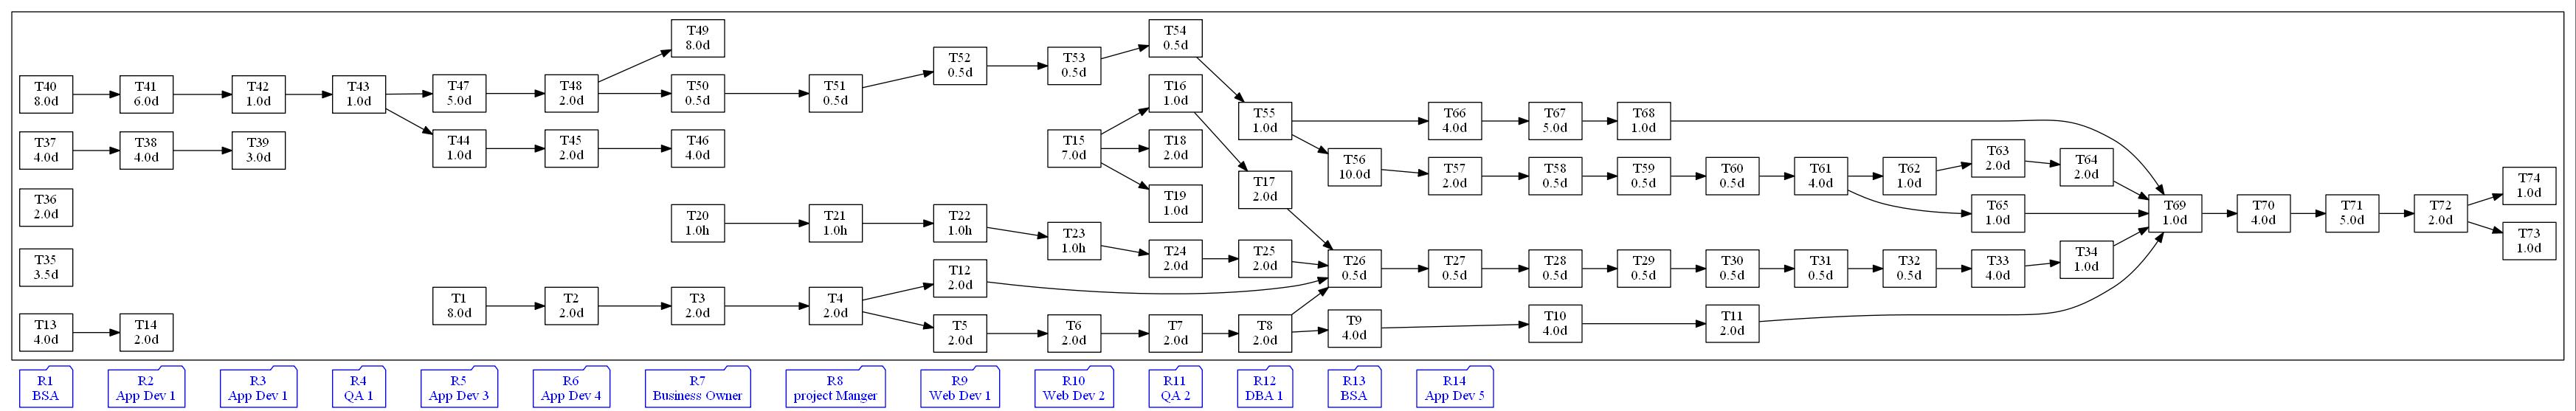 T49
8.0d
T54
0.5d
T52
0.5d
T53
0.5d
T40
8.0d
T41
6.0d
T42
1.0d
T43
1.0d
T47
5.0d
T48
2.0d
T50
0.5d
T51
0.5d
T16
1.0d
T55
1.0d
T66
4.0d
T67
5.0d
T68
1.0d
T37
4.0d
T38
4.0d
T39
3.0d
T44
1.0d
T45
2.0d
T46
4.0d
T15
7.0d
T18
2.0d
T56
10.0d
T57
2.0d
T58
0.5d
T59
0.5d
T60
0.5d
T61
4.0d
T62
1.0d
T63
2.0d
T64
2.0d
T74
1.0d
T36
2.0d
T19
1.0d
T17
2.0d
T65
1.0d
T69
1.0d
T70
4.0d
T71
5.0d
T72
2.0d
T73
1.0d
T20
1.0h
T21
1.0h
T22
1.0h
T23
1.0h
T24
2.0d
T25
2.0d
T35
3.5d
T12
2.0d
T26
0.5d
T27
0.5d
T28
0.5d
T29
0.5d
T30
0.5d
T31
0.5d
T32
0.5d
T33
4.0d
T34
1.0d
T1
8.0d
T2
2.0d
T3
2.0d
T4
2.0d
T13
4.0d
T14
2.0d
T5
2.0d
T6
2.0d
T7
2.0d
T8
2.0d
T9
4.0d
T10
4.0d
T11
2.0d
R1
BSA
R2
App Dev 1
R3
App Dev 1
R4
QA 1
R5
App Dev 3
R6
App Dev 4
R7
Business Owner
R8
project Manger
R9
Web Dev 1
R10
Web Dev 2
R11
QA 2
R12
DBA 1
R13
BSA
R14
App Dev 5